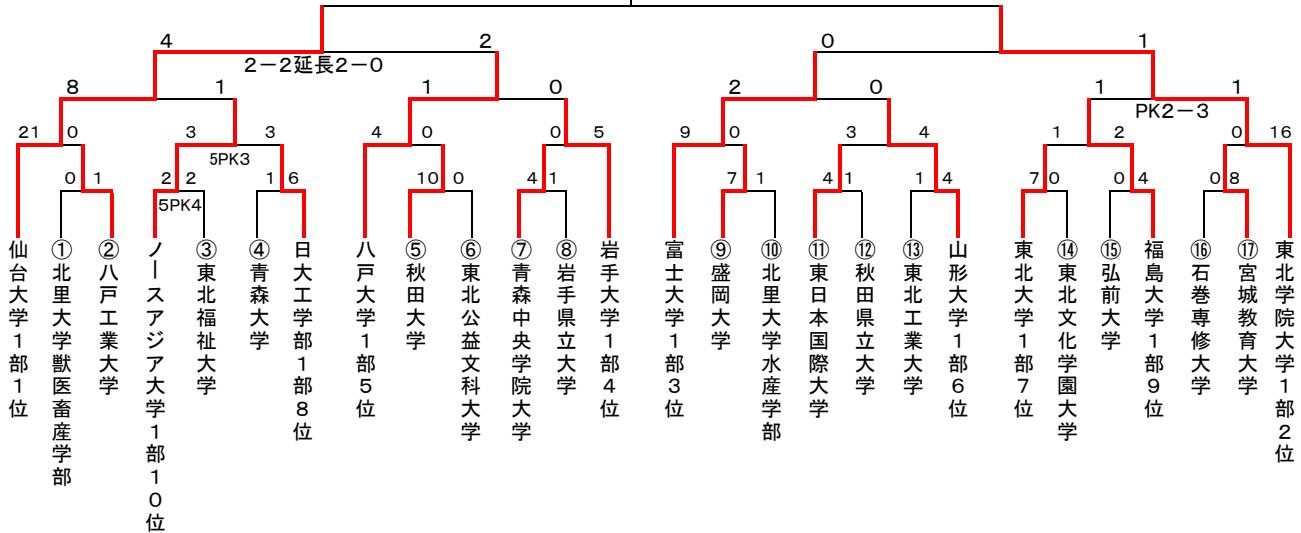 4 2 0 1
2－2延長2－0
8 1 1 0 2 0 1 1
PK2－3
21 0 3 3 4 0 0 5 9 0 3 4 1 2 0 16
5PK3
0 1 2 2 1 6 10 0 4 1 7 1 4 1 1 4 7 0 0 4 0 8
5PK4
仙台大学1部1位
①北里大学獣医畜産学部
②八戸工業大学
ノースアジア大学1部10位
③東北福祉大学
④青森大学
日大工学部1部8位
八戸大学1部5位
⑤秋田大学
⑥東北公益文科大学
⑦青森中央学院大学
⑧岩手県立大学
岩手大学1部4位
富士大学1部3位
⑨盛岡大学
⑩北里大学水産学部
⑪東日本国際大学
⑫秋田県立大学
⑬東北工業大学
山形大学1部6位
東北大学1部7位
⑭東北文化学園大学
⑮弘前大学
福島大学1部9位
⑯石巻専修大学
⑰宮城教育大学
東北学院大学1部2位